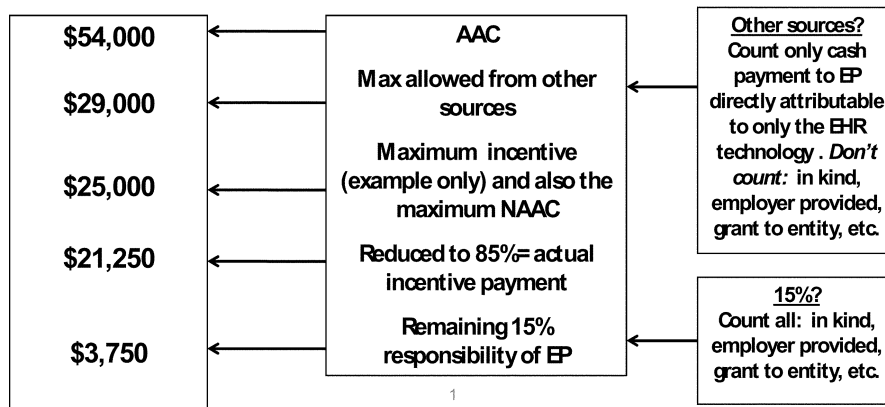 $54,000
$29,000
$25,000
$21,250
$3,750
AAC
Max allowed from other
sources
Maximum incentive
(example only) and also the
maximum NAAC
Reduced to 85%= actual
incentive payment
Remaining 15%
responsibility of EP
Other sources?
Count only cash
payment to EP
directly attributable
to only the EHR
technology . Don't
count: in kind,
employer provided,
grant to entity, etc.
15%?
Count all: in kind,
employer provided,
grant to entity, etc.
1